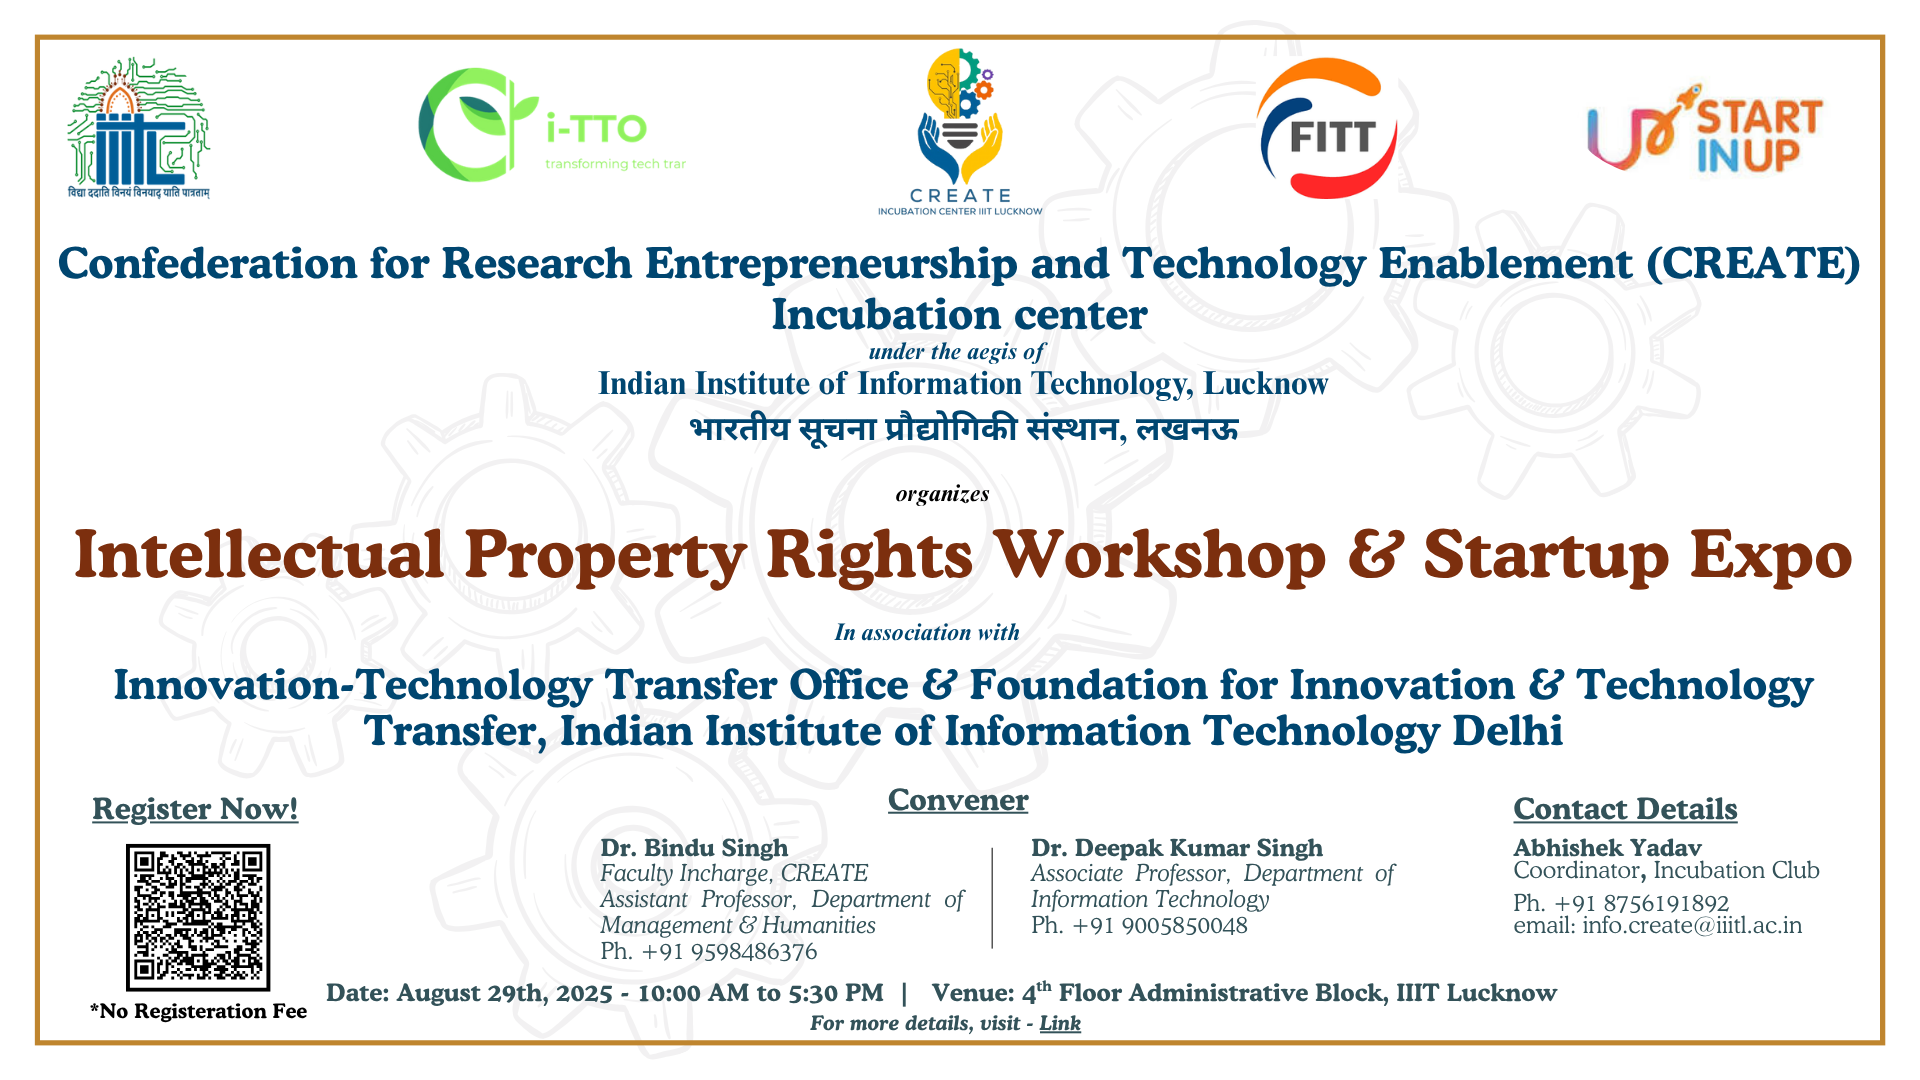 iiitL
विद्या ददाति विनयं विनयाद् याति पात्रताम्
i-TTO
transforming tech trar
CREATE
INCUBATION CENTER IIIT LUCKNOW
FITT
UP
START
INUP
Confederation for Research Entrepreneurship and Technology Enablement (CREATE)
Incubation center
under the aegis of
Indian Institute of Information Technology, Lucknow
भारतीय सूचना प्रौद्योगिकी संस्थान, लखनऊ
organizes
Intellectual Property Rights Workshop & Startup Expo
In association with
Innovation-Technology Transfer Office & Foundation for Innovation & Technology
Transfer, Indian Institute of Information Technology Delhi
Register Now!
*No Registeration Fee
Convener
Dr. Bindu Singh
Faculty Incharge, CREATE
Assistant Professor, Department of
Management & Humanities
Ph. +91 9598486376
Dr. Deepak Kumar Singh
Associate Professor, Department of
Information Technology
Ph. +91 9005850048
Contact Details
Abhishek Yadav
Coordinator, Incubation Club
Ph. +91 8756191892
email: info.create@iiitl.ac.in
Date: August 29th, 2025 - 10:00 AM to 5:30 PM | Venue: 4th Floor Administrative Block, IIIT Lucknow
For more details, visit - Link